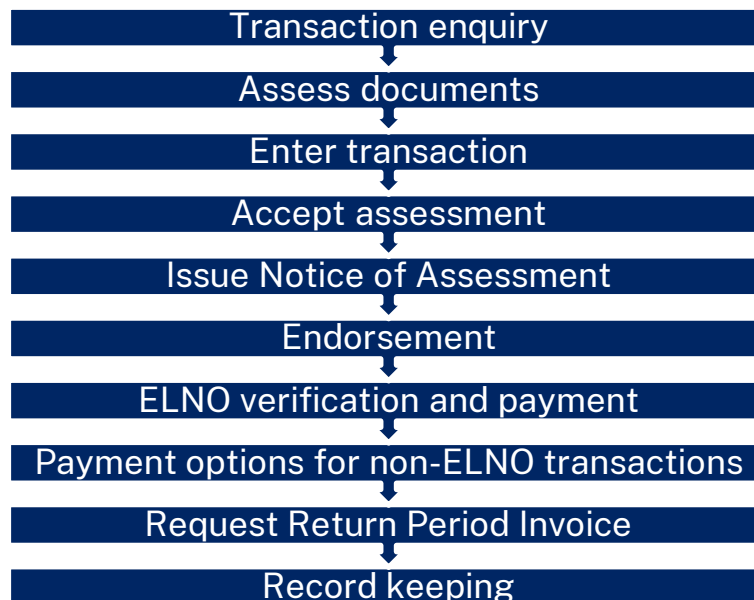 Transaction enquiry
Assess documents
Enter transaction
Accept assessment
Issue Notice of Assessment
Endorsement
ELNO verification and payment
Payment options for non-ELNO transactions
Request Return Period Invoice
Record keeping